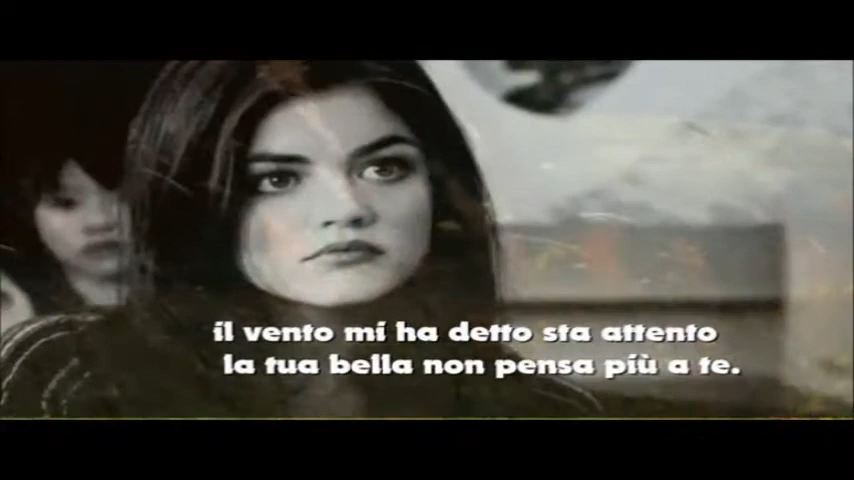 il vento mi ha detto sta attento
la tua bella non pensa più a te.